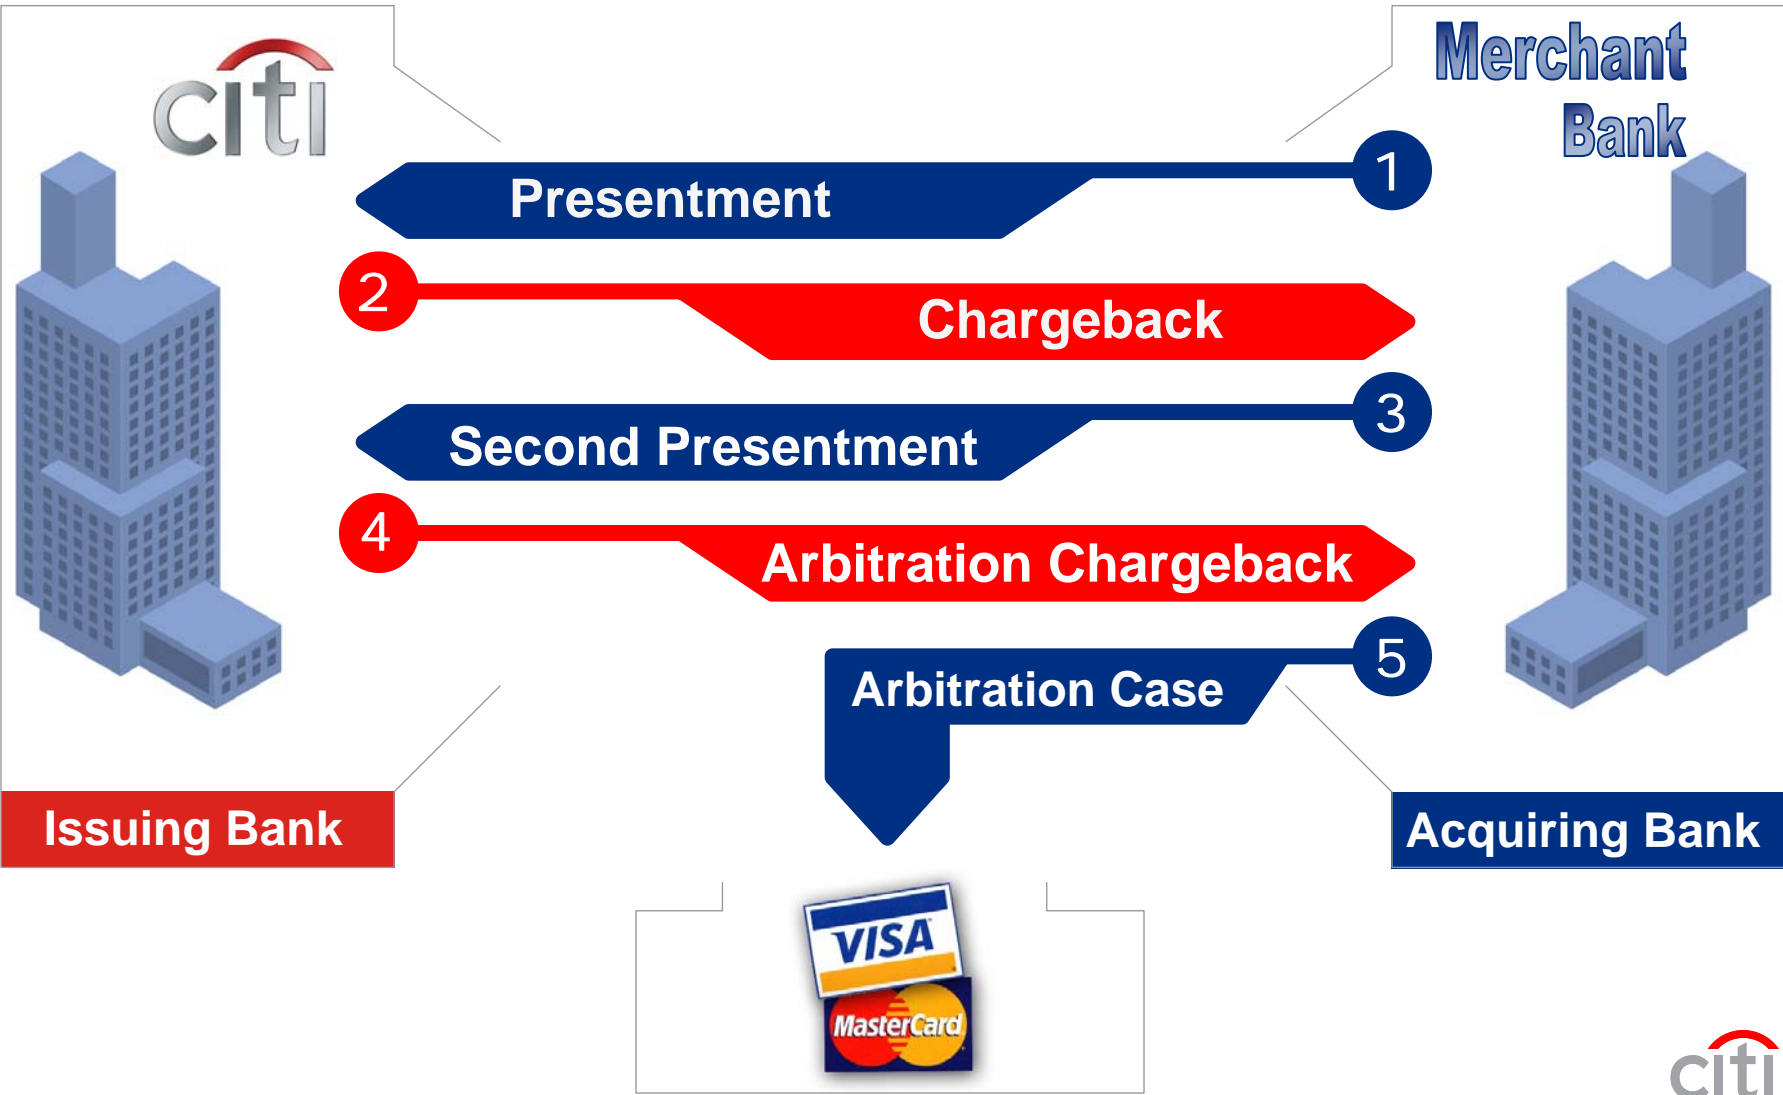 citi
Merchant
Bank
1
Presentment
2
Chargeback
3
Second Presentment
4
Arbitration Chargeback
5
Arbitration Case
Issuing Bank
Acquiring Bank
VISA
MasterCard
citi